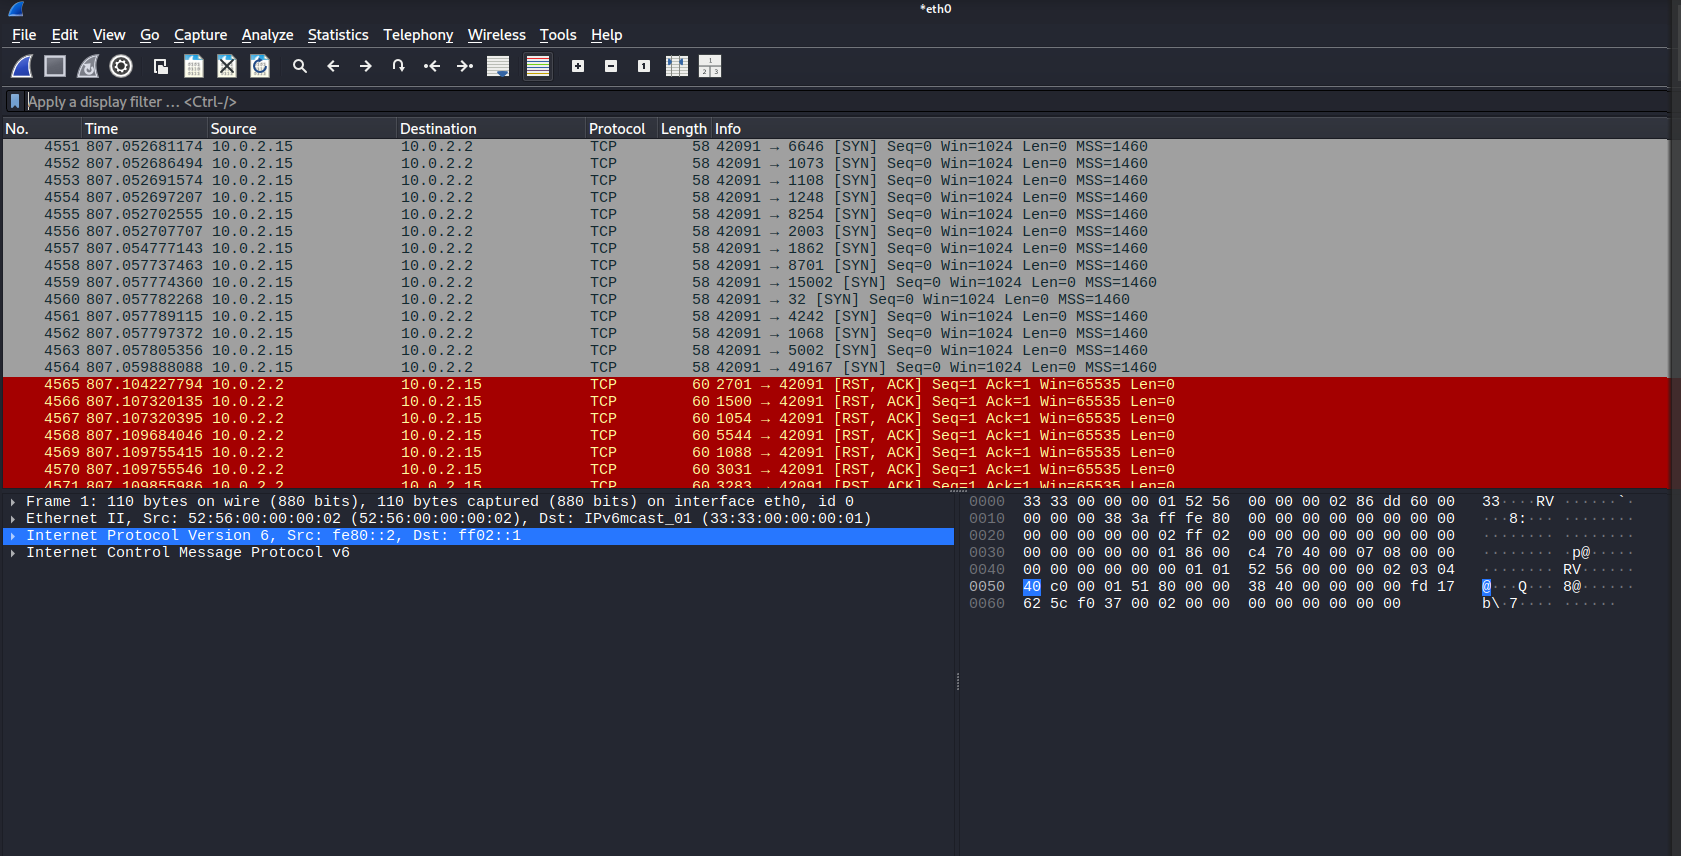 *eth0
File Edit View Go Capture Analyze Statistics Telephony Wireless Tools Help
Apply a display filter … <Ctrl-/>
No. Time Source Destination Protocol Length Info
4551 807.052681174 10.0.2.15 10.0.2.2 TCP 58 42091 → 6646 [SYN] Seq=0 Win=1024 Len=0 MSS=1460
4552 807.052686494 10.0.2.15 10.0.2.2 TCP 58 42091 → 1073 [SYN] Seq=0 Win=1024 Len=0 MSS=1460
4553 807.052691574 10.0.2.15 10.0.2.2 TCP 58 42091 → 1108 [SYN] Seq=0 Win=1024 Len=0 MSS=1460
4554 807.052697207 10.0.2.15 10.0.2.2 TCP 58 42091 → 1248 [SYN] Seq=0 Win=1024 Len=0 MSS=1460
4555 807.052702555 10.0.2.15 10.0.2.2 TCP 58 42091 → 8254 [SYN] Seq=0 Win=1024 Len=0 MSS=1460
4556 807.052707707 10.0.2.15 10.0.2.2 TCP 58 42091 → 2003 [SYN] Seq=0 Win=1024 Len=0 MSS=1460
4557 807.054777143 10.0.2.15 10.0.2.2 TCP 58 42091 → 1862 [SYN] Seq=0 Win=1024 Len=0 MSS=1460
4558 807.057737463 10.0.2.15 10.0.2.2 TCP 58 42091 → 8701 [SYN] Seq=0 Win=1024 Len=0 MSS=1460
4559 807.057774360 10.0.2.15 10.0.2.2 TCP 58 42091 → 15002 [SYN] Seq=0 Win=1024 Len=0 MSS=1460
4560 807.057782268 10.0.2.15 10.0.2.2 TCP 58 42091 → 32 [SYN] Seq=0 Win=1024 Len=0 MSS=1460
4561 807.057789115 10.0.2.15 10.0.2.2 TCP 58 42091 → 4242 [SYN] Seq=0 Win=1024 Len=0 MSS=1460
4562 807.057797372 10.0.2.15 10.0.2.2 TCP 58 42091 → 1068 [SYN] Seq=0 Win=1024 Len=0 MSS=1460
4563 807.057805356 10.0.2.15 10.0.2.2 TCP 58 42091 → 5002 [SYN] Seq=0 Win=1024 Len=0 MSS=1460
4564 807.059888088 10.0.2.15 10.0.2.2 TCP 58 42091 → 49167 [SYN] Seq=0 Win=1024 Len=0 MSS=1460
4565 807.104227794 10.0.2.2 10.0.2.15 TCP 60 2701 → 42091 [RST, ACK] Seq=1 Ack=1 Win=65535 Len=0
4566 807.107320135 10.0.2.2 10.0.2.15 TCP 60 1500 → 42091 [RST, ACK] Seq=1 Ack=1 Win=65535 Len=0
4567 807.107320395 10.0.2.2 10.0.2.15 TCP 60 1054 → 42091 [RST, ACK] Seq=1 Ack=1 Win=65535 Len=0
4568 807.109684046 10.0.2.2 10.0.2.15 TCP 60 5544 → 42091 [RST, ACK] Seq=1 Ack=1 Win=65535 Len=0
4569 807.109755415 10.0.2.2 10.0.2.15 TCP 60 1088 → 42091 [RST, ACK] Seq=1 Ack=1 Win=65535 Len=0
4570 807.109755546 10.0.2.2 10.0.2.15 TCP 60 3031 → 42091 [RST, ACK] Seq=1 Ack=1 Win=65535 Len=0
4571 807.109855986 10.0.2.2 10.0.2.15 TCP 60 3283 → 42091 [RST, ACK] Seq=1 Ack=1 Win=65535 Len=0
Frame 1: 110 bytes on wire (880 bits), 110 bytes captured (880 bits) on interface eth0, id 0
Ethernet II, Src: 52:56:00:00:00:02 (52:56:00:00:00:02), Dst: IPv6mcast_01 (33:33:00:00:00:01)
Internet Protocol Version 6, Src: fe80::2, Dst: ff02::1
Internet Control Message Protocol v6
0000 33 33 00 00 00 01 52 56 00 00 00 02 86 dd 60 00 33····RV ······`·
0010 00 00 00 38 3a ff fe 80 00 00 00 00 00 00 00 00 ···8:··· ········
0020 00 00 00 00 00 00 02 ff 02 00 00 00 00 00 00 00 ········ ········
0030 00 00 00 00 00 01 86 00 c4 70 40 00 07 08 00 00 ········ ·p@·····
0040 00 00 00 00 00 00 01 01 52 56 00 00 00 02 03 04 ········ RV······
0050 40 c0 00 01 51 80 00 00 38 40 00 00 00 00 fd 17 @···Q··· 8@······
0060 62 5c f0 37 00 02 00 00 00 00 00 00 00 00 b\·7···· ······